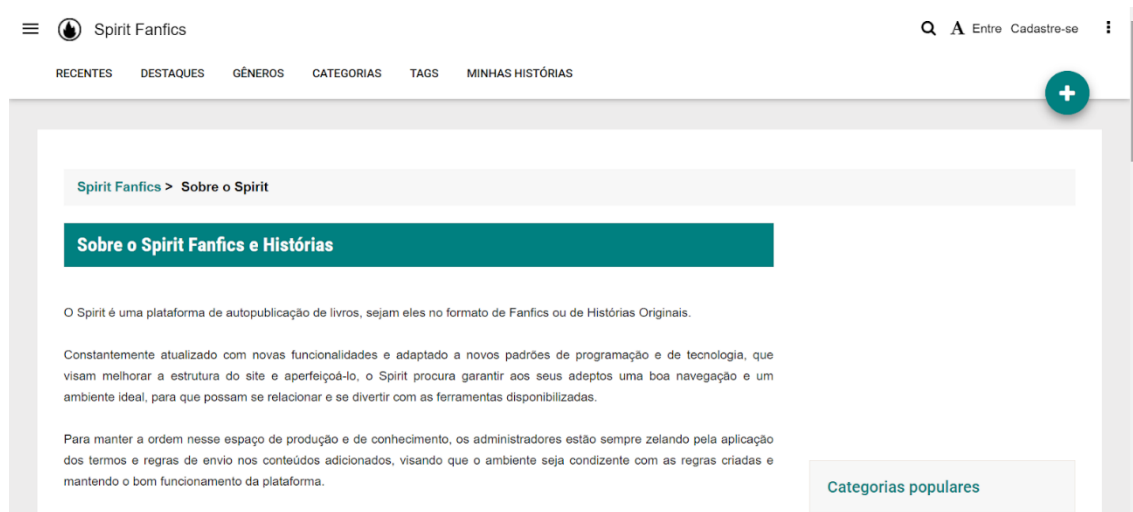 Spirit Fanfics
A Entre Cadastre-se
RECENTES DESTAQUES GÊNEROS CATEGORIAS TAGS MINHAS HISTÓRIAS
Spirit Fanfics > Sobre o Spirit
Sobre o Spirit Fanfics e Histórias
O Spirit é uma plataforma de autopublicação de livros, sejam eles no formato de Fanfics ou de Histórias Originais.
Constantemente atualizado com novas funcionalidades e adaptado a novos padrões de programação e de tecnologia, que
visam melhorar a estrutura do site e aperfeiçoá-lo, o Spirit procura garantir aos seus adeptos uma boa navegação e um
ambiente ideal, para que possam se relacionar e se divertir com as ferramentas disponibilizadas.
Para manter a ordem nesse espaço de produção e de conhecimento, os administradores estão sempre zelando pela aplicação
dos termos e regras de envio nos conteúdos adicionados, visando que o ambiente seja condizente com as regras criadas e
mantendo o bom funcionamento da plataforma.
Categorias populares